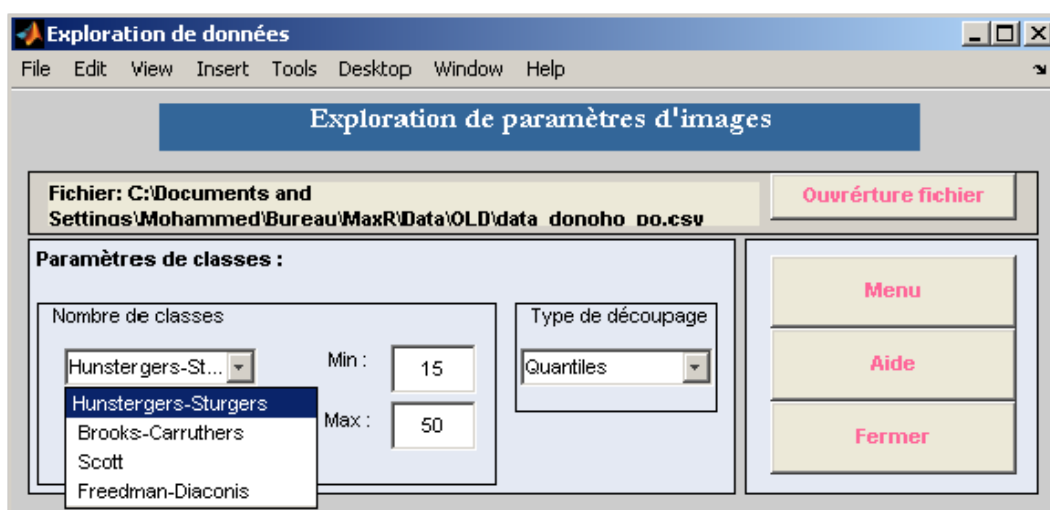 Exploration de données
File Edit View Insert Tools Desktop Window Help
Exploration de paramètres d'images
Fichier: C:\Documents and
Settings\Mohammed\Bureau\MaxR\Data\OLD\data_donoho_po.csv
Ouvrérture fichier
Paramètres de classes :
Nombre de classes
Hunstergers-St...
Hunstergers-Sturgers
Brooks-Carruthers
Scott
Freedman-Diaconis
Min : 15
Max : 50
Type de découpage
Quantiles
Menu
Aide
Fermer